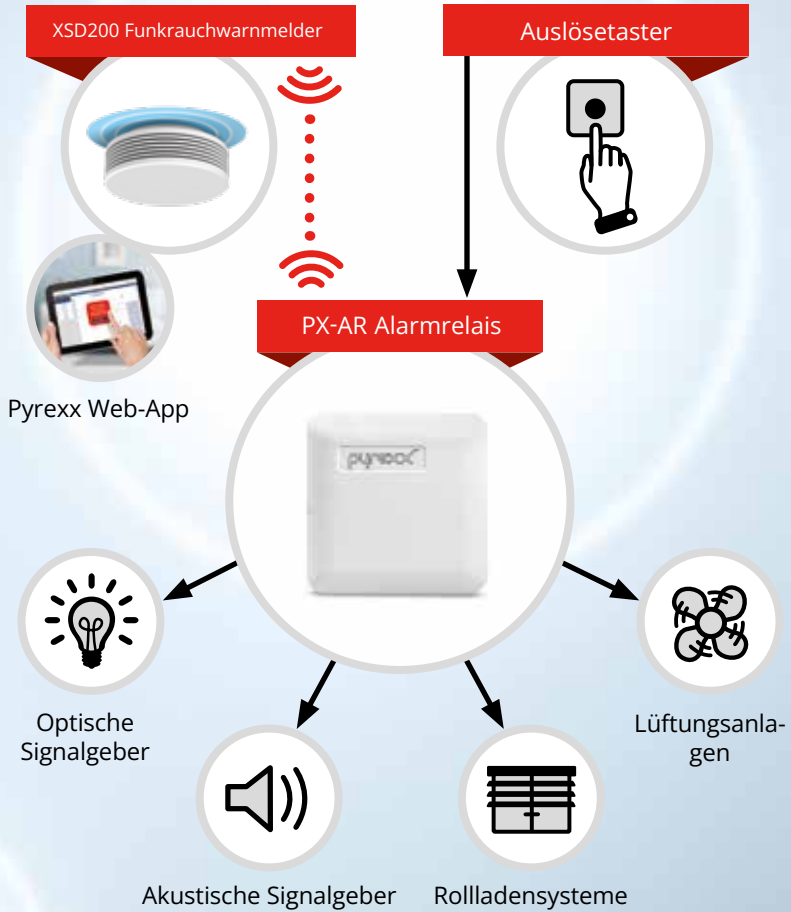 XSD200 Funkrauchwarnmelder
Auslösetaster
PX-AR Alarmrelais
Pyrexx Web-App
pyrexx
Optische
Signalgeber
Lüftungsanla-
gen
Akustische Signalgeber
Rollladensysteme